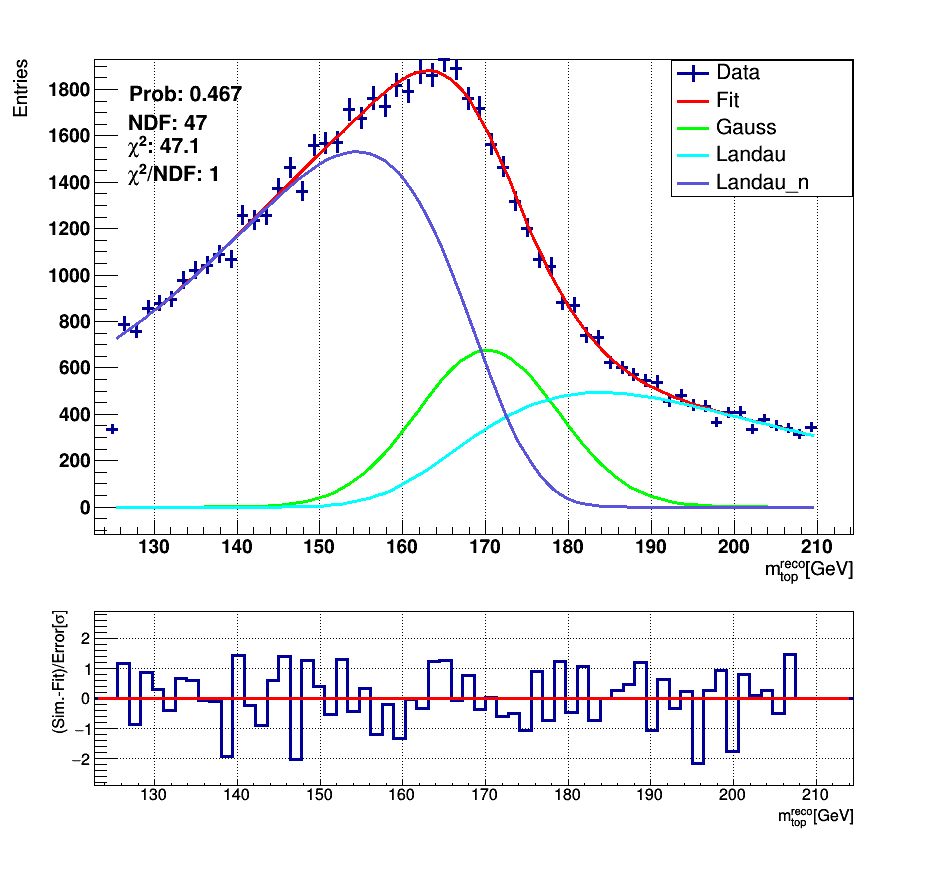 Entries
1800
1600
1400
1200
1000
800
600
400
200
0
Prob: 0.467
NDF: 47
χ²: 47.1
χ²/NDF: 1
Data
Fit
Gauss
Landau
Landau_n
130 140 150 160 170 180 190 200 210
m_top^reco[GeV]
(Sim.-Fit)/Error[σ]
2
1
0
−1
−2
130 140 150 160 170 180 190 200 210
m_top^reco[GeV]